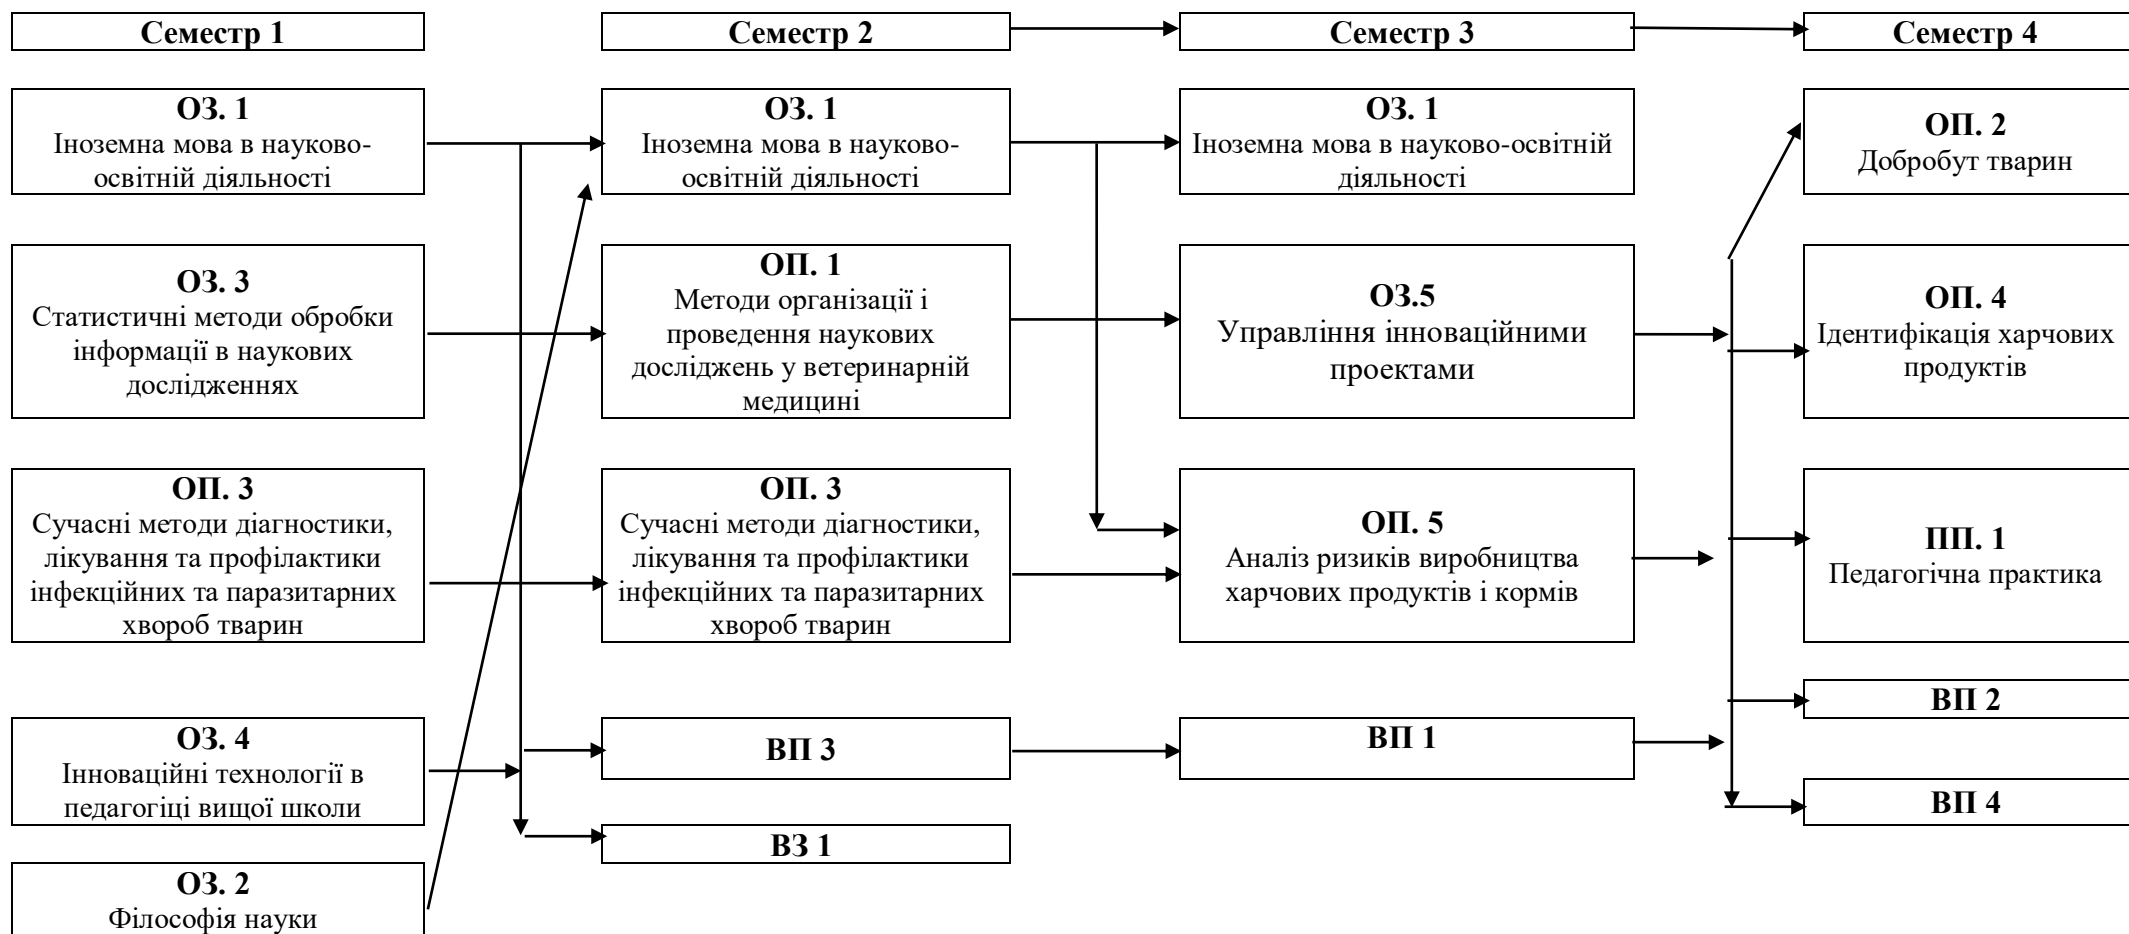 Семестр 1
Семестр 2
Семестр 3
Семестр 4
ОЗ. 1
Іноземна мова в науково-
освітній діяльності
ОЗ. 1
Іноземна мова в науково-
освітній діяльності
ОЗ. 1
Іноземна мова в науково-освітній
діяльності
ОП. 2
Добробут тварин
ОЗ. 3
Статистичні методи обробки
інформації в наукових
дослідженнях
ОП. 1
Методи організації і
проведення наукових
досліджень у ветеринарній
медицині
ОЗ.5
Управління інноваційними
проектами
ОП. 4
Ідентифікація харчових
продуктів
ОП. 3
Сучасні методи діагностики,
лікування та профілактики
інфекційних та паразитарних
хвороб тварин
ОП. 3
Сучасні методи діагностики,
лікування та профілактики
інфекційних та паразитарних
хвороб тварин
ОП. 5
Аналіз ризиків виробництва
харчових продуктів і кормів
ПП. 1
Педагогічна практика
ВП 2
ОЗ. 4
Інноваційні технології в
педагогіці вищої школи
ВП 3
ВП 1
ВП 4
ВЗ 1
ОЗ. 2
Філософія науки